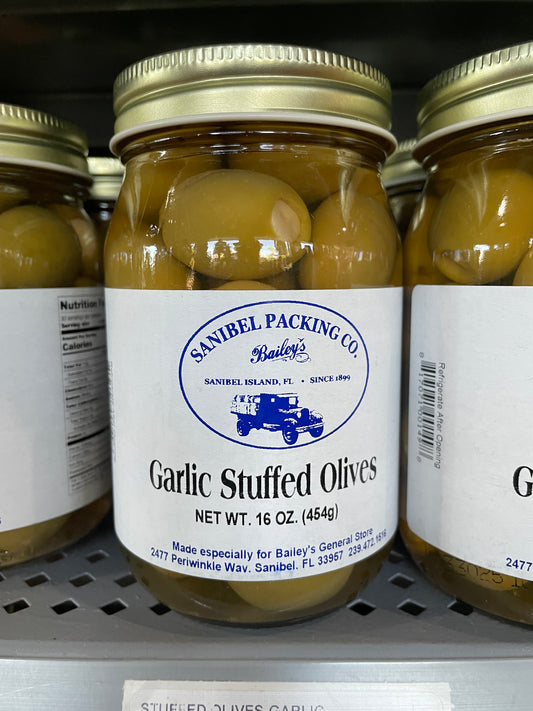 SANIBEL PACKING CO.
Bailey's
SANIBEL ISLAND, FL • SINCE 1899
Garlic Stuffed Olives
NET WT. 16 OZ. (454g)
Made especially for Bailey's General Store
2477 Periwinkle Way. Sanibel. FL 33957 239.472.1516
Nutrition
Calories
Refrigerate After Opening
G
2477
STUFFED OLIVES GARLIC